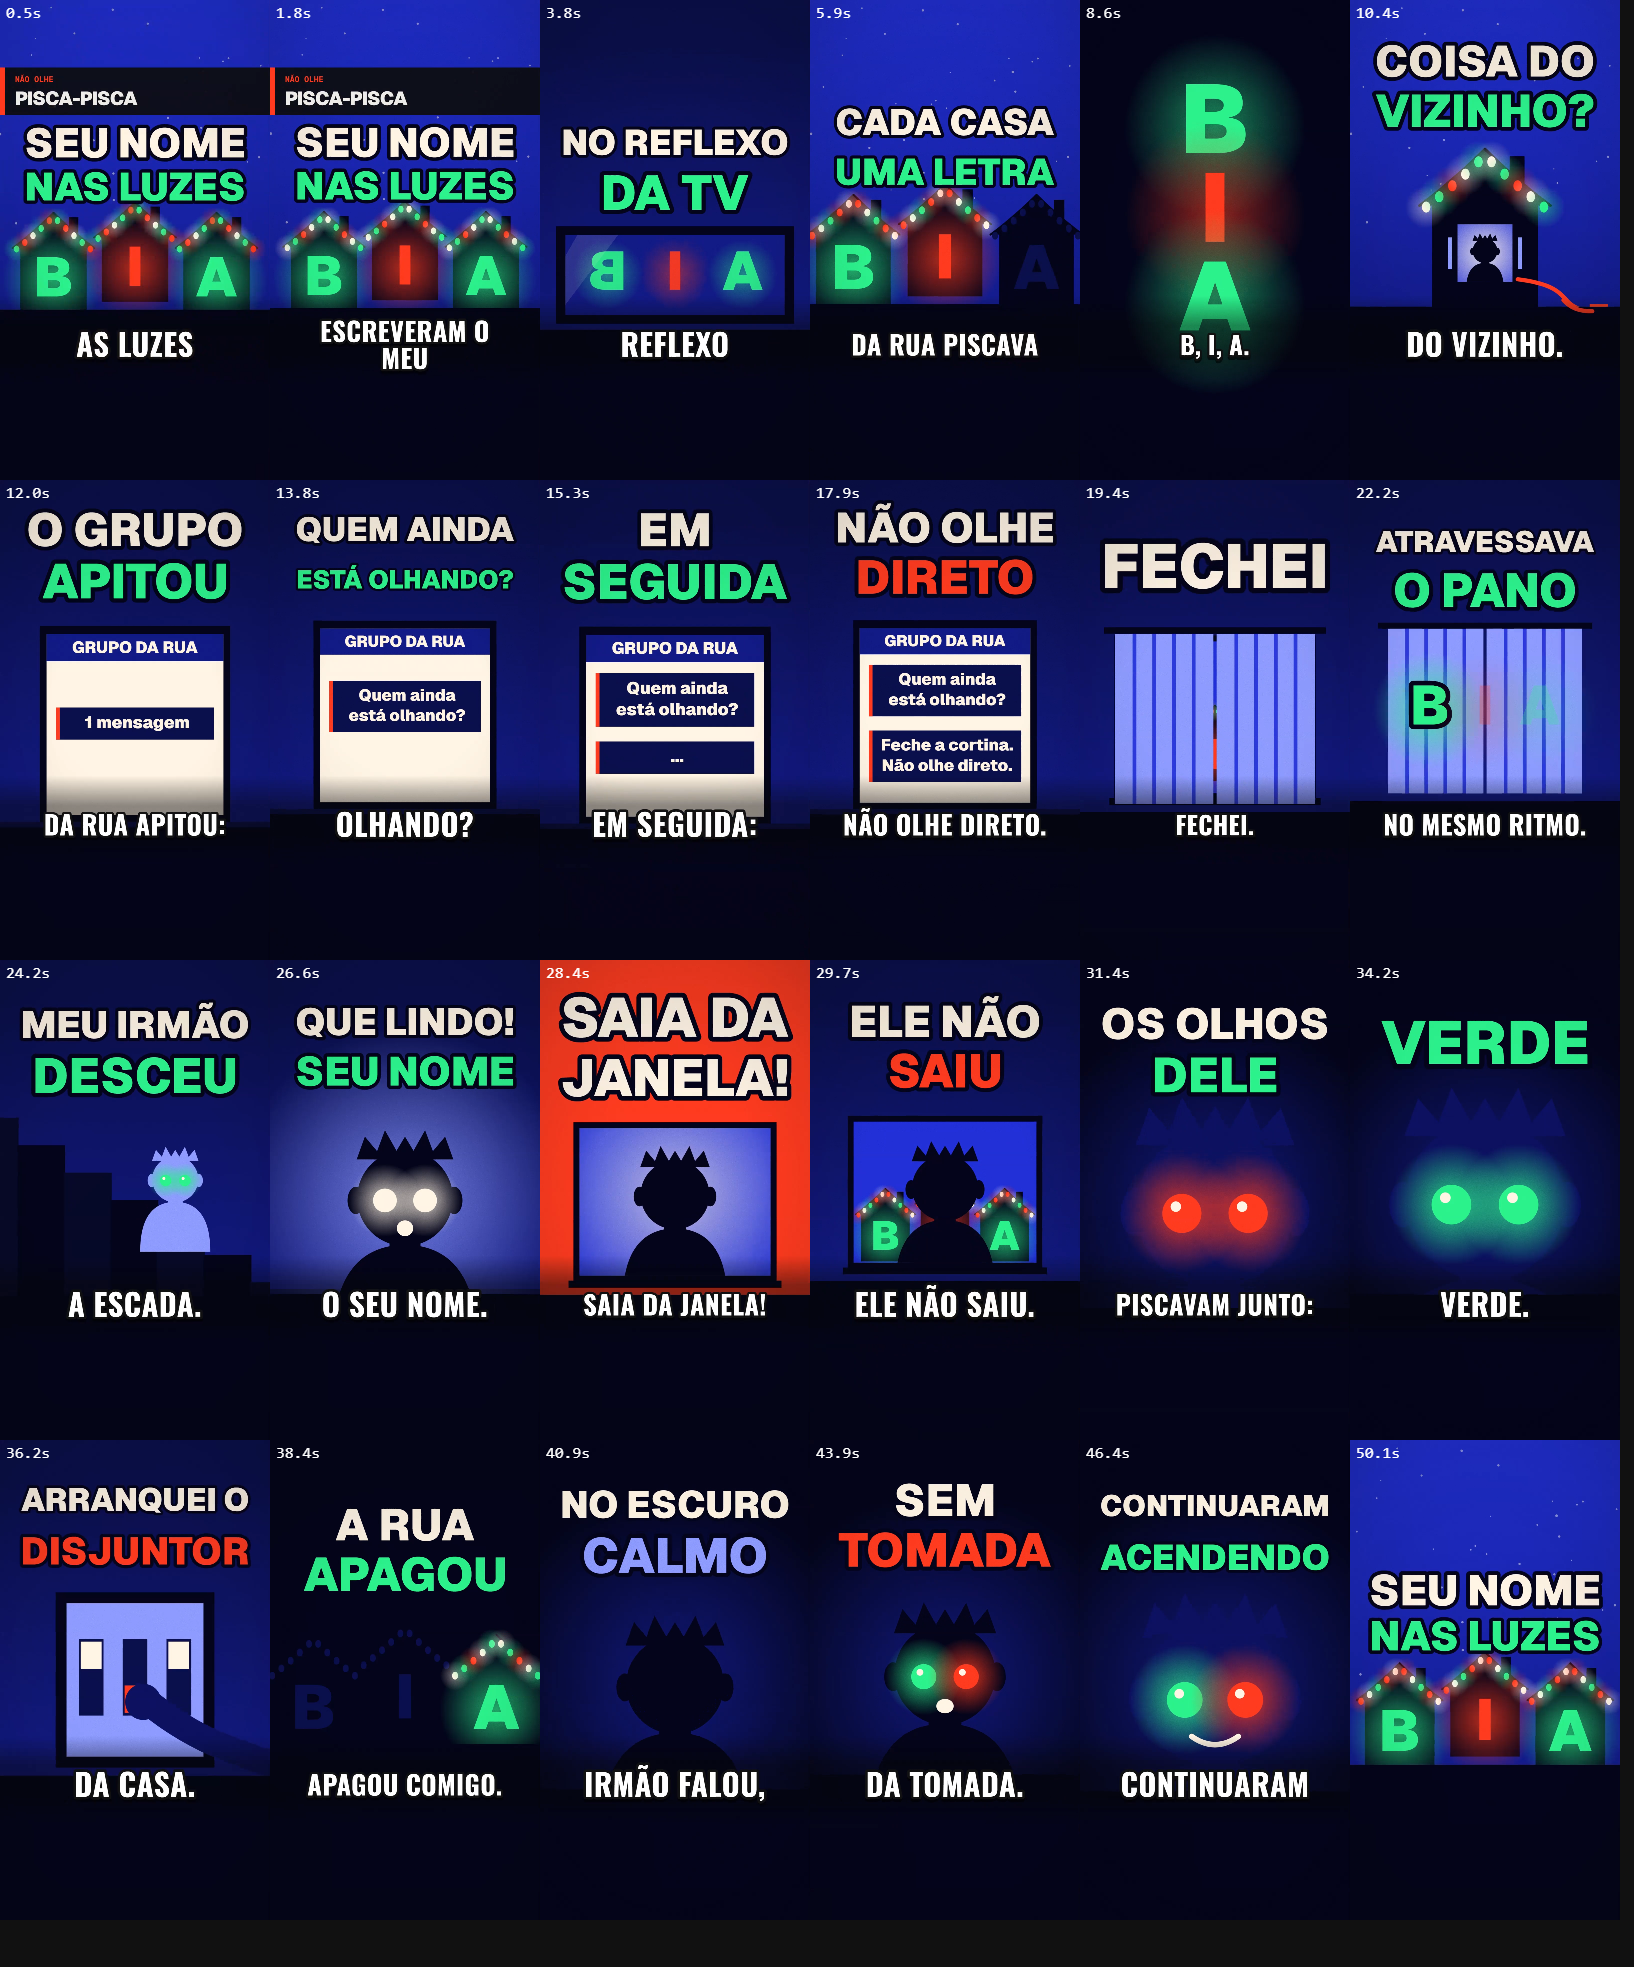 0.5s
NÃO OLHE
PISCA-PISCA
SEU NOME
NAS LUZES
B I A
AS LUZES
1.8s
NÃO OLHE
PISCA-PISCA
SEU NOME
NAS LUZES
B I A
ESCREVERAM O
MEU
3.8s
NO REFLEXO
DA TV
B I A
REFLEXO
5.9s
CADA CASA
UMA LETRA
B I A
DA RUA PISCAVA
8.6s
B
I
A
B, I, A.
10.4s
COISA DO
VIZINHO?
DO VIZINHO.
12.0s
O GRUPO
APITOU
GRUPO DA RUA
1 mensagem
DA RUA APITOU:
13.8s
QUEM AINDA
ESTÁ OLHANDO?
GRUPO DA RUA
Quem ainda
está olhando?
OLHANDO?
15.3s
EM
SEGUIDA
GRUPO DA RUA
Quem ainda
está olhando?
...
EM SEGUIDA:
17.9s
NÃO OLHE
DIRETO
GRUPO DA RUA
Quem ainda
está olhando?
Feche a cortina.
Não olhe direto.
NÃO OLHE DIRETO.
19.4s
FECHEI
FECHEI.
22.2s
ATRAVESSAVA
O PANO
B I A
NO MESMO RITMO.
24.2s
MEU IRMÃO
DESCEU
A ESCADA.
26.6s
QUE LINDO!
SEU NOME
O SEU NOME.
28.4s
SAIA DA
JANELA!
SAIA DA JANELA!
29.7s
ELE NÃO
SAIU
B A
ELE NÃO SAIU.
31.4s
OS OLHOS
DELE
PISCAVAM JUNTO:
34.2s
VERDE
VERDE.
36.2s
ARRANQUEI O
DISJUNTOR
DA CASA.
38.4s
A RUA
APAGOU
B I A
APAGOU COMIGO.
40.9s
NO ESCURO
CALMO
IRMÃO FALOU,
43.9s
SEM
TOMADA
DA TOMADA.
46.4s
CONTINUARAM
ACENDENDO
CONTINUARAM
50.1s
SEU NOME
NAS LUZES
B I A